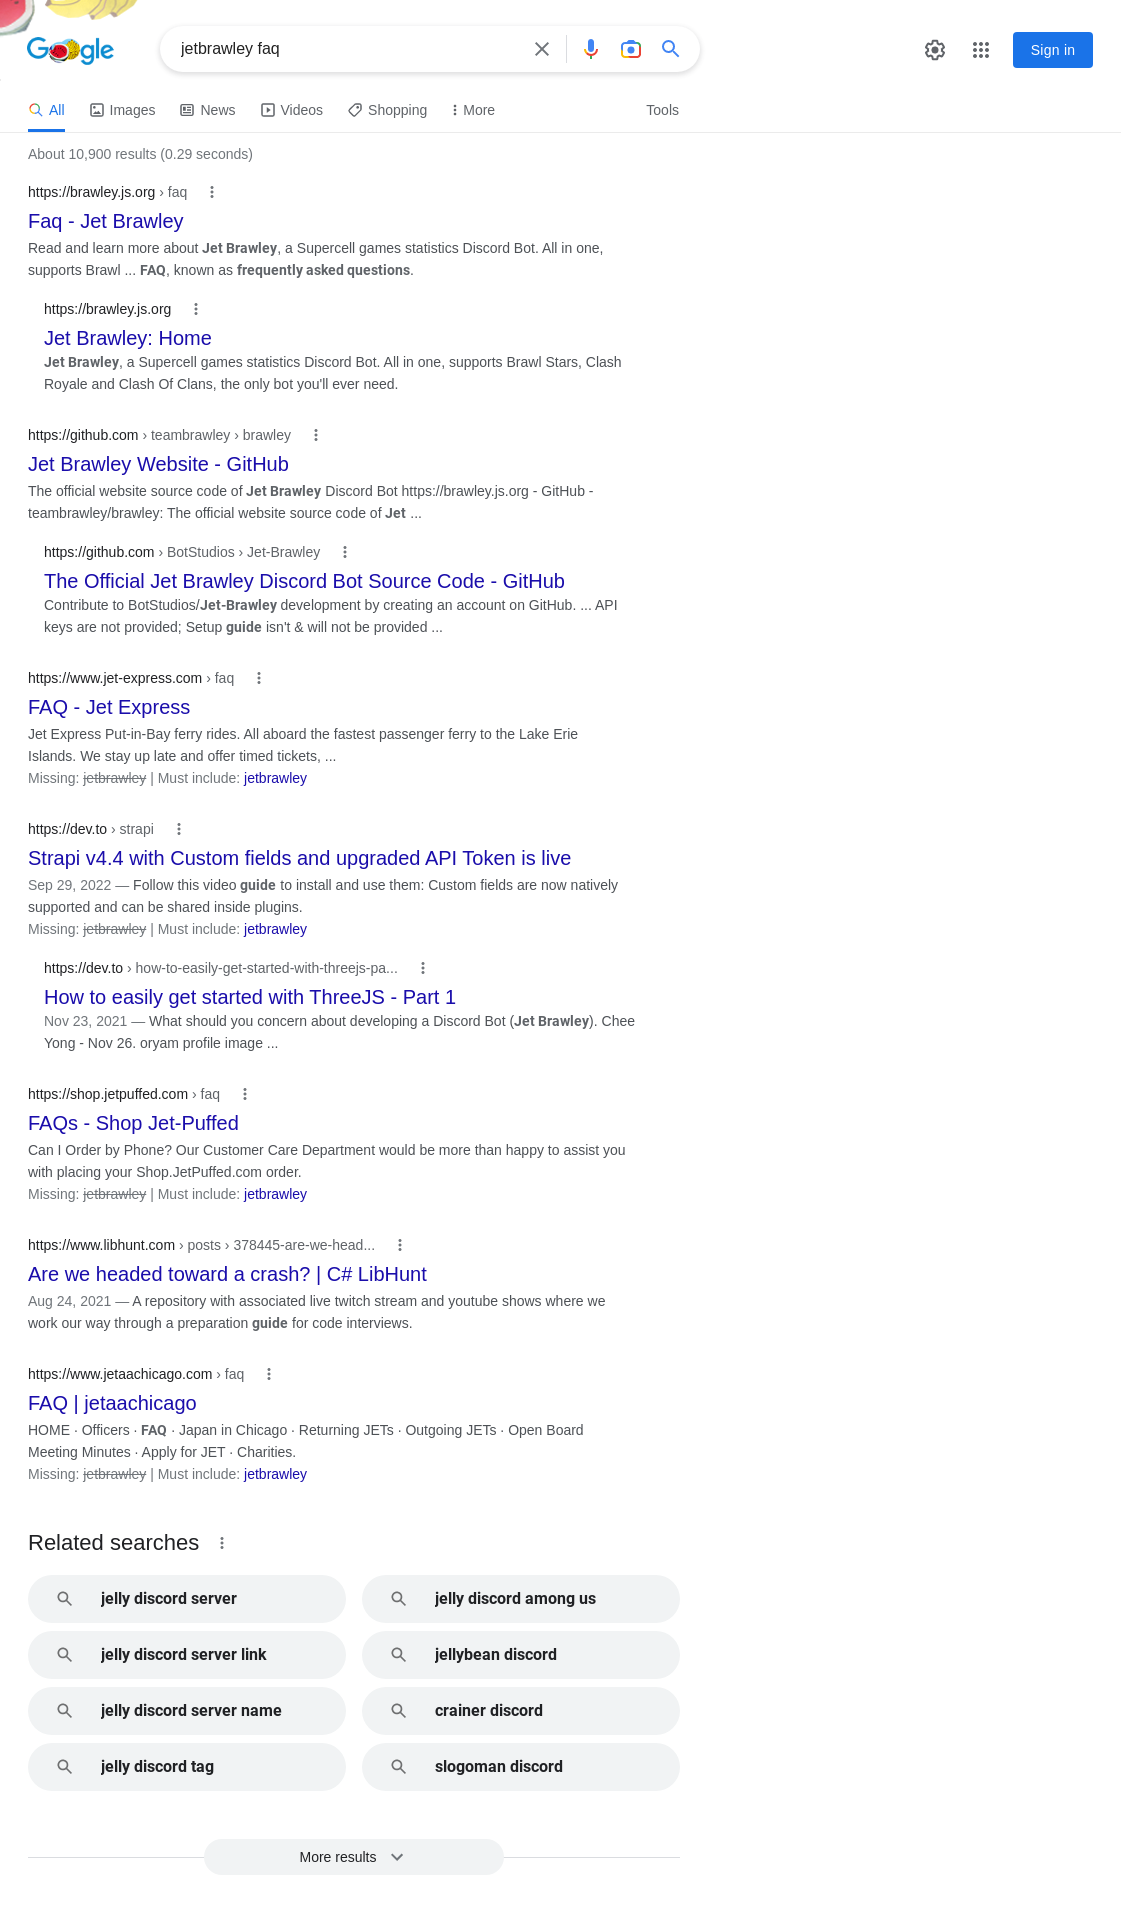 Google
jetbrawley faq
Sign in
All
Images
News
Videos
Shopping
More
Tools
About 10,900 results (0.29 seconds)
https://brawley.js.org › faq
Faq - Jet Brawley
Read and learn more about Jet Brawley, a Supercell games statistics Discord Bot. All in one,
supports Brawl ... FAQ, known as frequently asked questions.
https://brawley.js.org
Jet Brawley: Home
Jet Brawley, a Supercell games statistics Discord Bot. All in one, supports Brawl Stars, Clash
Royale and Clash Of Clans, the only bot you'll ever need.
https://github.com › teambrawley › brawley
Jet Brawley Website - GitHub
The official website source code of Jet Brawley Discord Bot https://brawley.js.org - GitHub -
teambrawley/brawley: The official website source code of Jet ...
https://github.com › BotStudios › Jet-Brawley
The Official Jet Brawley Discord Bot Source Code - GitHub
Contribute to BotStudios/Jet-Brawley development by creating an account on GitHub. ... API
keys are not provided; Setup guide isn't & will not be provided ...
https://www.jet-express.com › faq
FAQ - Jet Express
Jet Express Put-in-Bay ferry rides. All aboard the fastest passenger ferry to the Lake Erie
Islands. We stay up late and offer timed tickets, ...
Missing: jetbrawley | Must include: jetbrawley
https://dev.to › strapi
Strapi v4.4 with Custom fields and upgraded API Token is live
Sep 29, 2022 — Follow this video guide to install and use them: Custom fields are now natively
supported and can be shared inside plugins.
Missing: jetbrawley | Must include: jetbrawley
https://dev.to › how-to-easily-get-started-with-threejs-pa...
How to easily get started with ThreeJS - Part 1
Nov 23, 2021 — What should you concern about developing a Discord Bot (Jet Brawley). Chee
Yong - Nov 26. oryam profile image ...
https://shop.jetpuffed.com › faq
FAQs - Shop Jet-Puffed
Can I Order by Phone? Our Customer Care Department would be more than happy to assist you
with placing your Shop.JetPuffed.com order.
Missing: jetbrawley | Must include: jetbrawley
https://www.libhunt.com › posts › 378445-are-we-head...
Are we headed toward a crash? | C# LibHunt
Aug 24, 2021 — A repository with associated live twitch stream and youtube shows where we
work our way through a preparation guide for code interviews.
https://www.jetaachicago.com › faq
FAQ | jetaachicago
HOME · Officers · FAQ · Japan in Chicago · Returning JETs · Outgoing JETs · Open Board
Meeting Minutes · Apply for JET · Charities.
Missing: jetbrawley | Must include: jetbrawley
Related searches
jelly discord server
jelly discord among us
jelly discord server link
jellybean discord
jelly discord server name
crainer discord
jelly discord tag
slogoman discord
More results